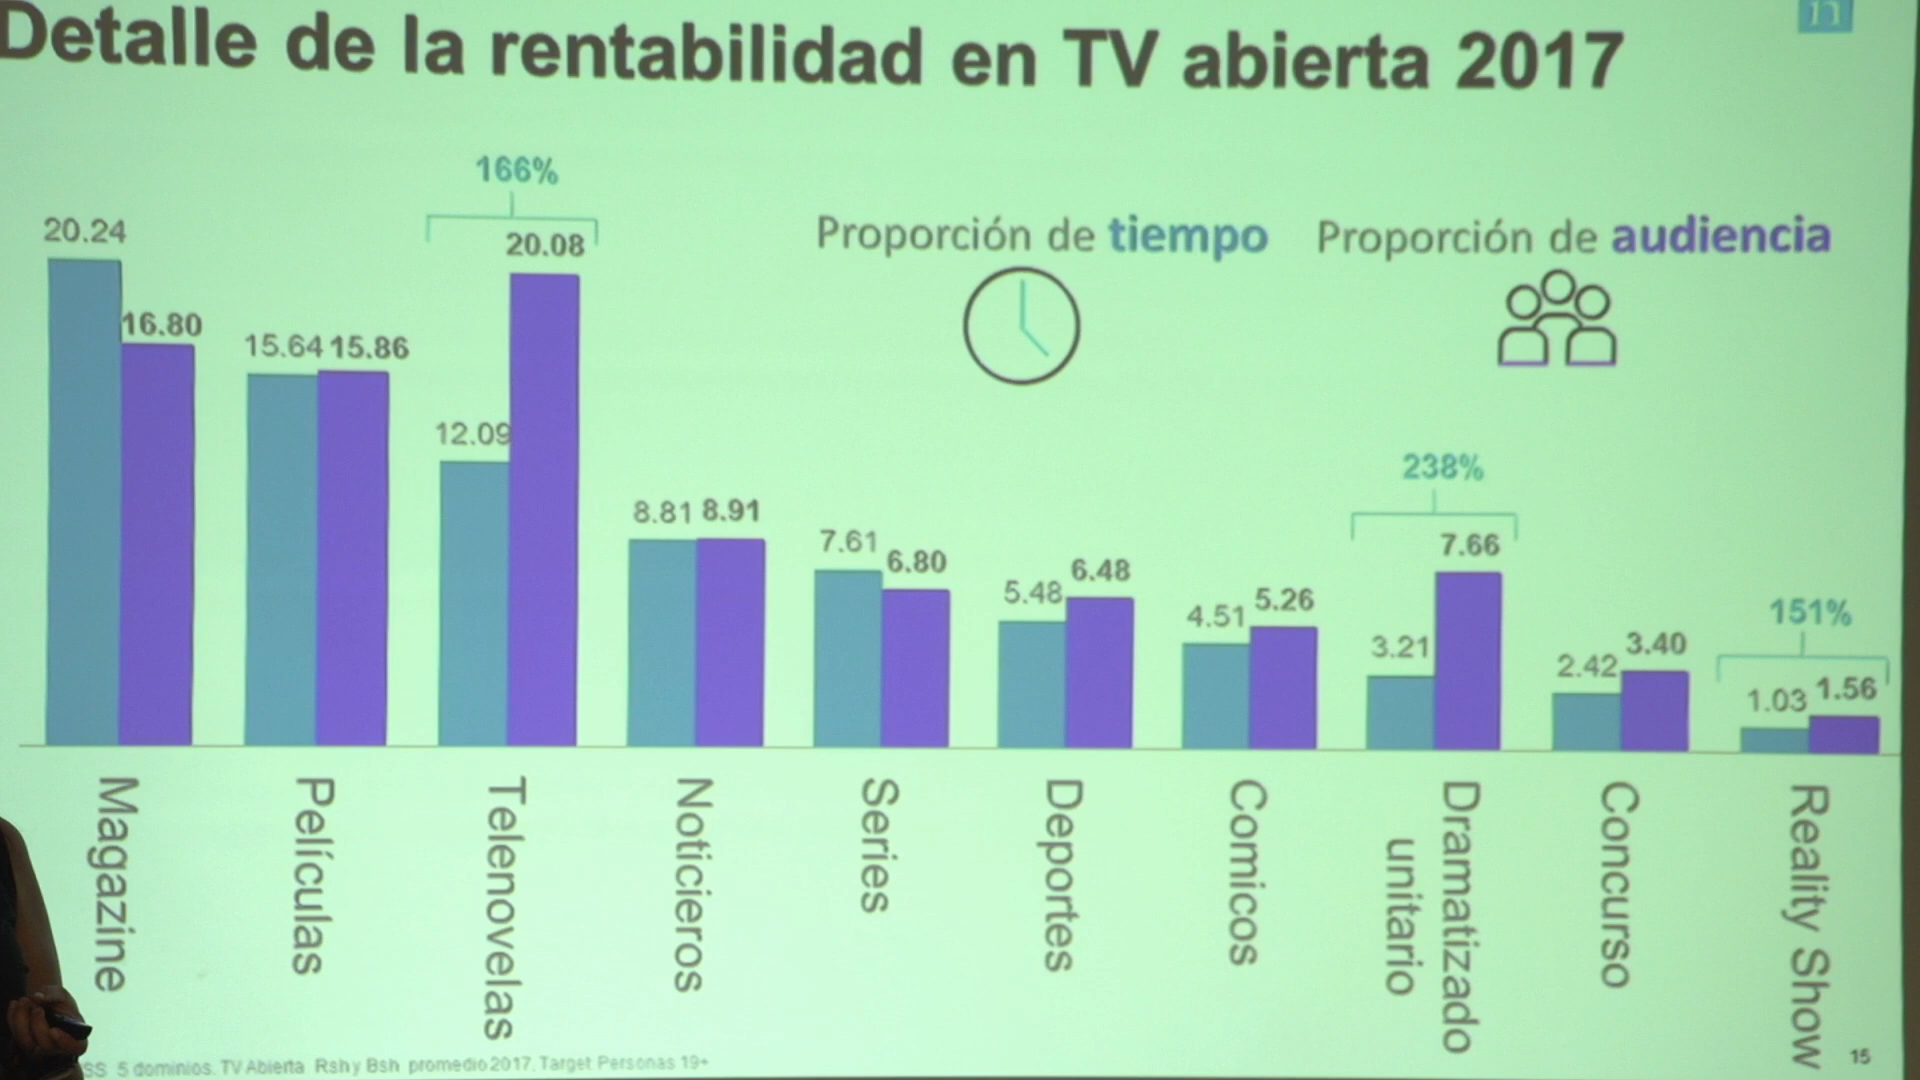 Detalle de la rentabilidad en TV abierta 2017
n
166%
20.24
20.08
Proporción de tiempo
Proporción de audiencia
16.80
15.64
15.86
12.09
238%
8.81
8.91
7.61
6.80
7.66
5.48
6.48
4.51
5.26
151%
3.21
2.42
3.40
1.03
1.56
Magazine
Películas
Telenovelas
Noticieros
Series
Deportes
Comicos
Dramatizado
unitario
Concurso
Reality Show
SS 5 dominios. TV Abierta Rsh y Bsh promedio 2017. Target Personas 19+
15